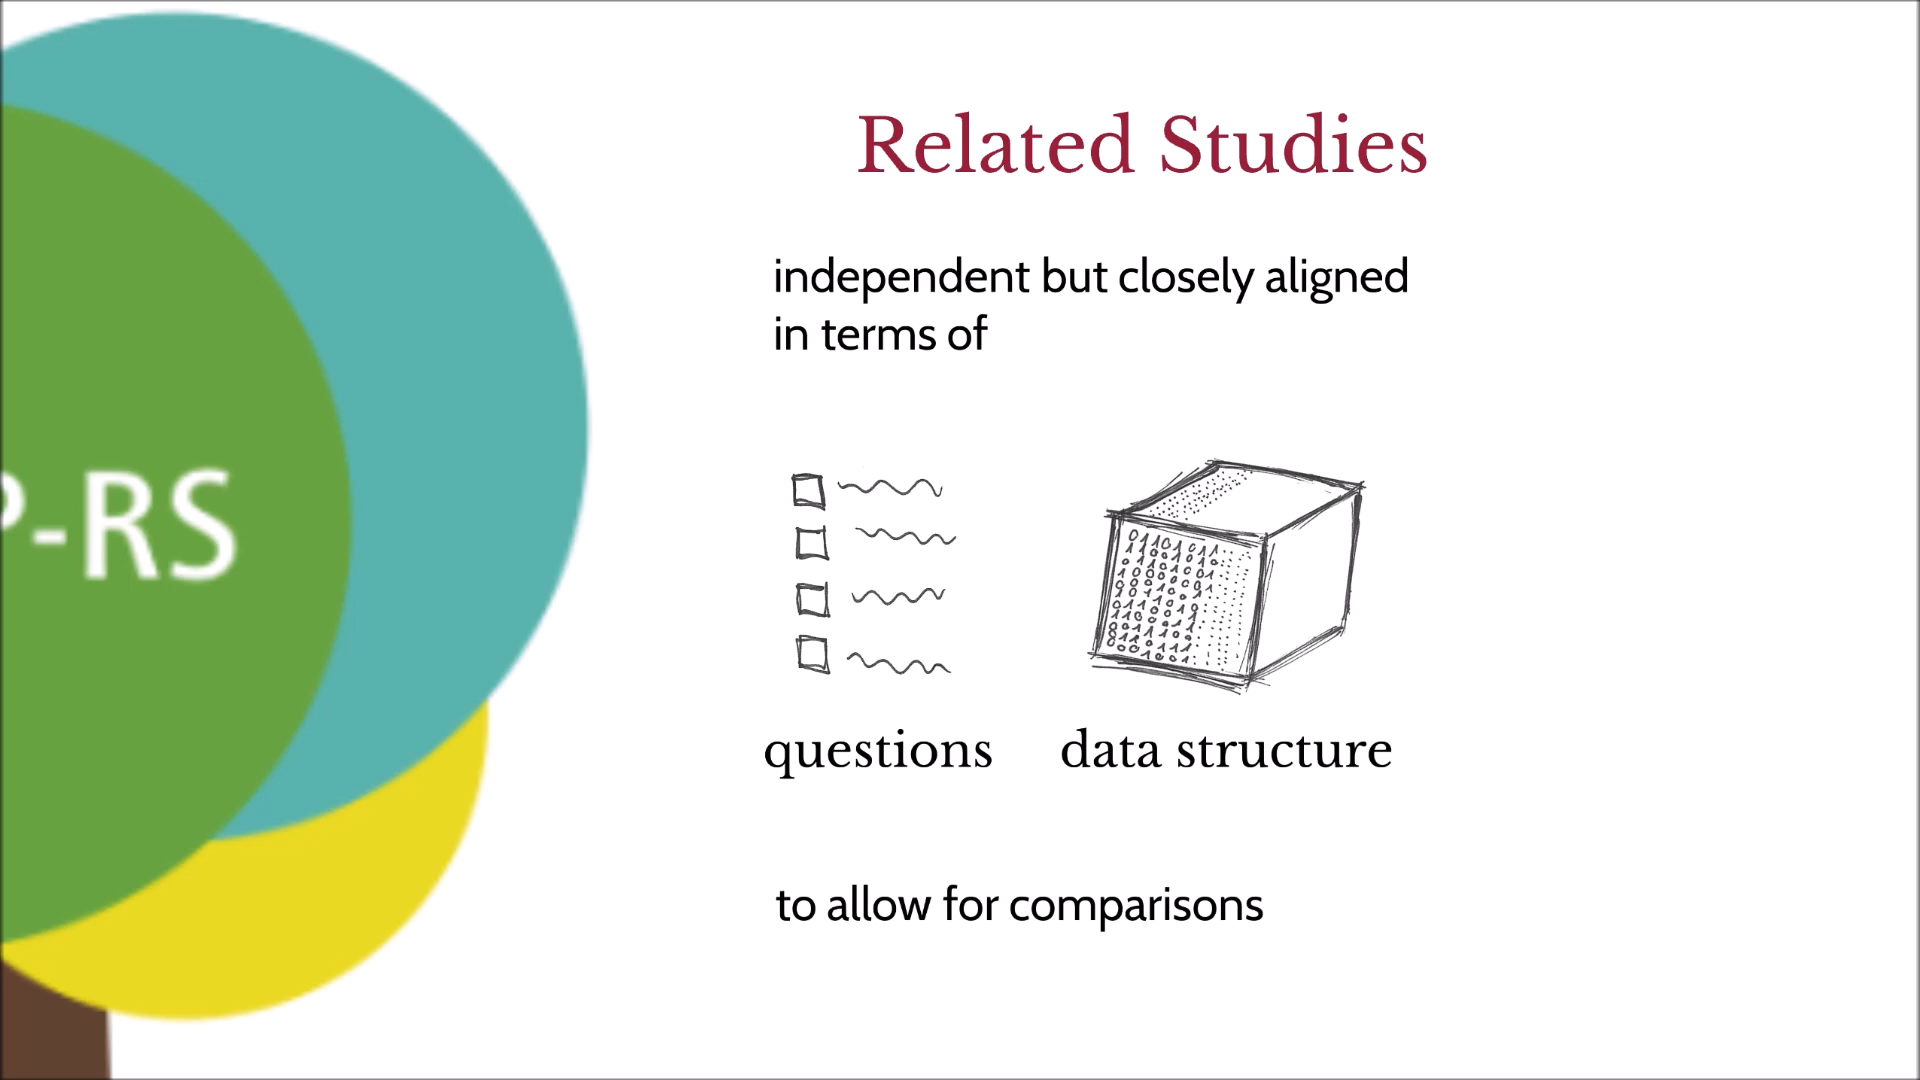 Related Studies
independent but closely aligned
in terms of
-RS
questions
data structure
to allow for comparisons